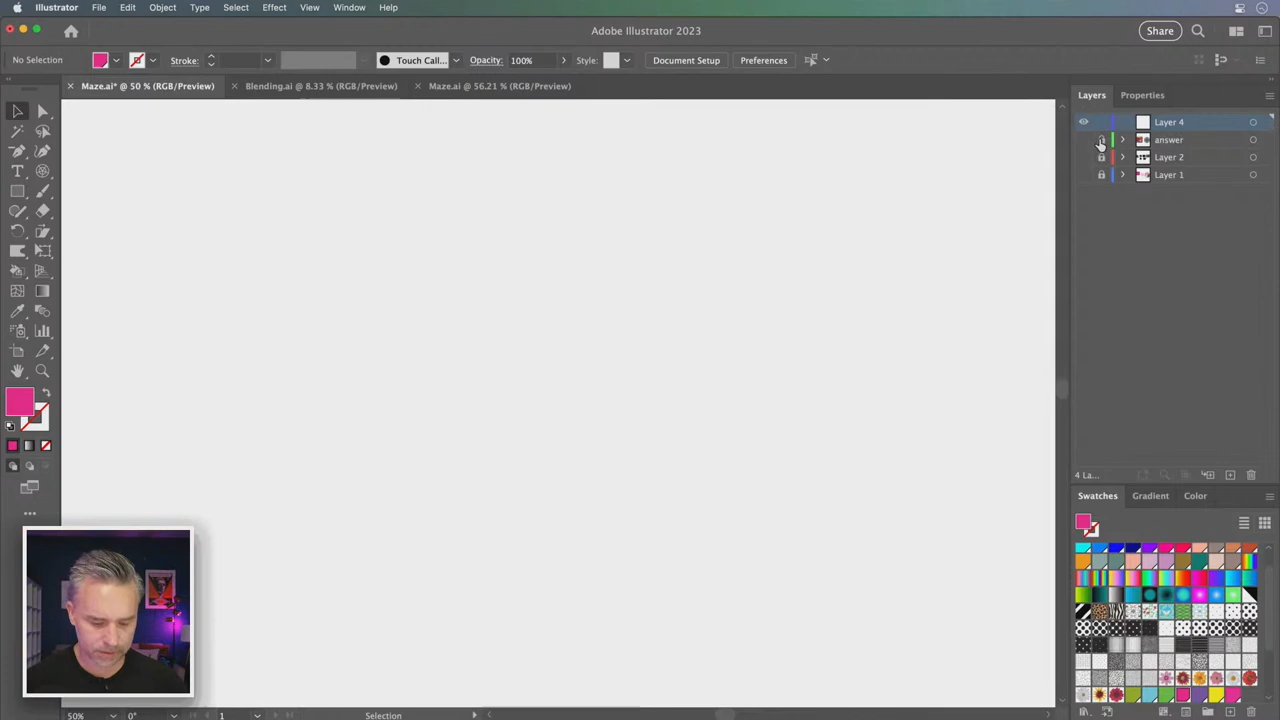 Illustrator File Edit Object Type Select Effect View Window Help
Adobe Illustrator 2023
Share
No Selection Stroke: Touch Call... Opacity: 100% Style: Document Setup Preferences
× Maze.ai* @ 50 % (RGB/Preview) × Blending.ai @ 8.33 % (RGB/Preview) × Maze.ai @ 56.21 % (RGB/Preview)
Layers Properties
Layer 4
answer
Layer 2
Layer 1
4 La...
Swatches Gradient Color
50% 0° 1 Selection